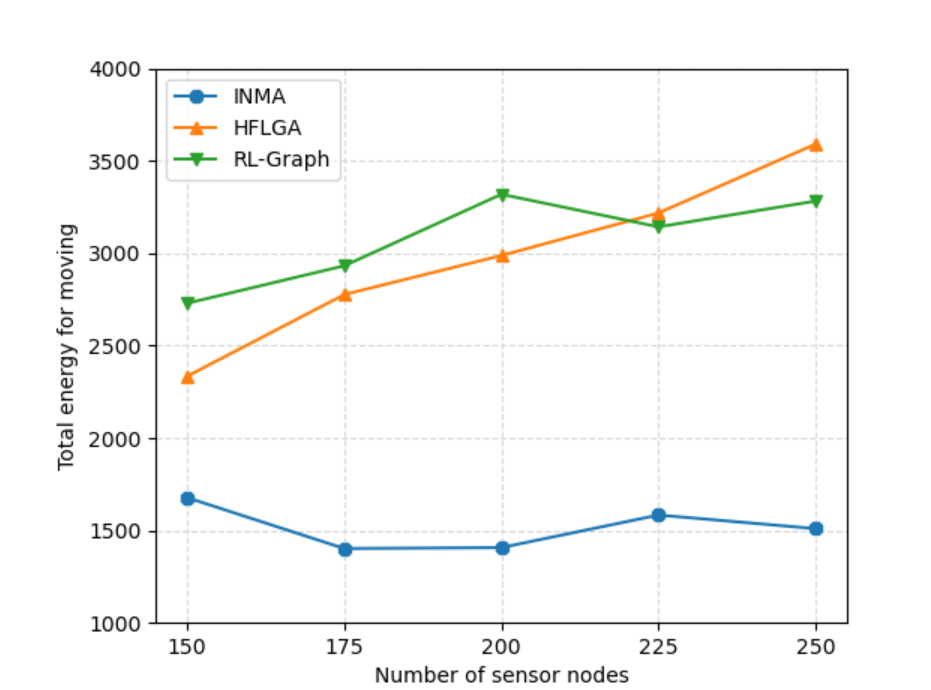 4000
3500
3000
2500
2000
1500
1000
Total energy for moving
INMA
HFLGA
RL-Graph
150 175 200 225 250
Number of sensor nodes